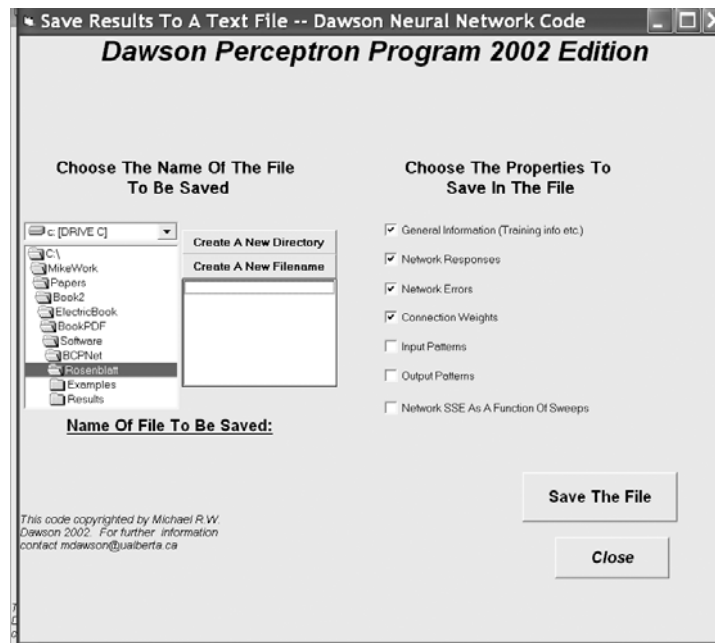 Save Results To A Text File -- Dawson Neural Network Code
Dawson Perceptron Program 2002 Edition
Choose The Name Of The File
To Be Saved
c: [DRIVE C]
C:\
MikeWork
Papers
Book2
ElectricBook
BookPDF
Software
BCPNet
Rosenblatt
Examples
Results
Create A New Directory
Create A New Filename
Name Of File To Be Saved:
Choose The Properties To
Save In The File
General Information (Training info etc.)
Network Responses
Network Errors
Connection Weights
Input Patterns
Output Patterns
Network SSE As A Function Of Sweeps
Save The File
Close
This code copyrighted by Michael R.W.
Dawson 2002. For further information
contact mdawson@ualberta.ca